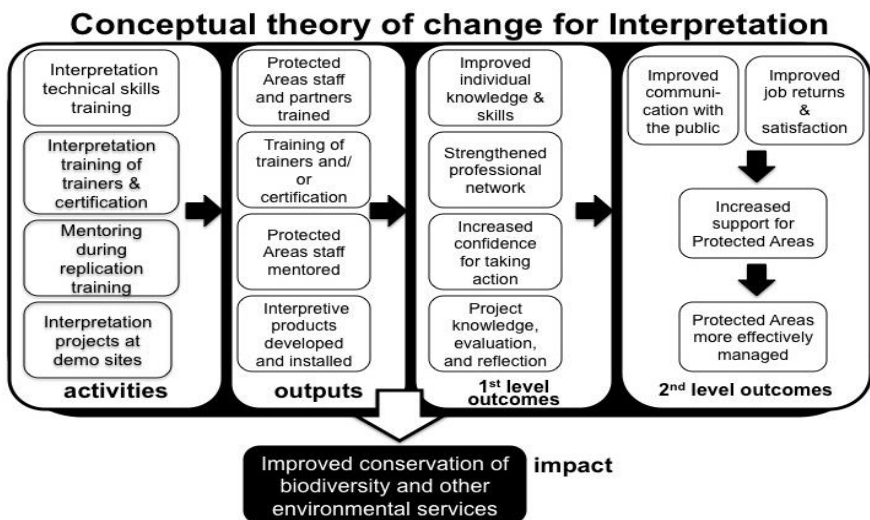 Conceptual theory of change for Interpretation
Interpretation
technical skills
training
Interpretation
training of
trainers &
certification
Mentoring
during
replication
training
Interpretation
projects at
demo sites
activities
Protected
Areas staff
and partners
trained
Training of
trainers and/
or
certification
Protected
Areas staff
mentored
Interpretive
products
developed
and installed
outputs
Improved
individual
knowledge &
skills
Strengthened
professional
network
Increased
confidence
for taking
action
Project
knowledge,
evaluation,
and reflection
1st level
outcomes
Improved
communi-
cation with
the public
Improved
job returns
&
satisfaction
Increased
support for
Protected Areas
Protected Areas
more effectively
managed
2nd level outcomes
Improved conservation of
biodiversity and other
environmental services
impact